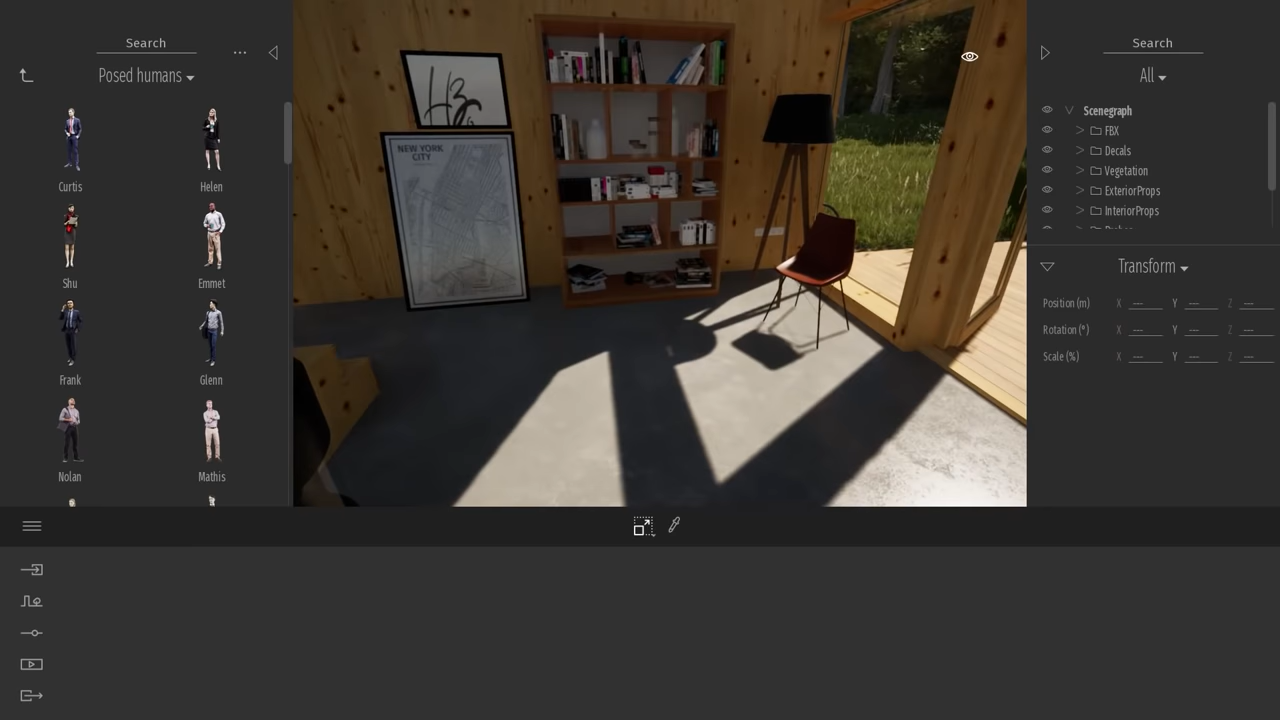 Search
Posed humans
Curtis
Helen
Shu
Emmet
Frank
Glenn
Nolan
Mathis
NEW YORK
CITY
Search
All
Scenegraph
FBX
Decals
Vegetation
ExteriorProps
InteriorProps
Transform
Position (m) X --- Y --- Z ---
Rotation (°) X --- Y --- Z ---
Scale (%) X --- Y --- Z ---